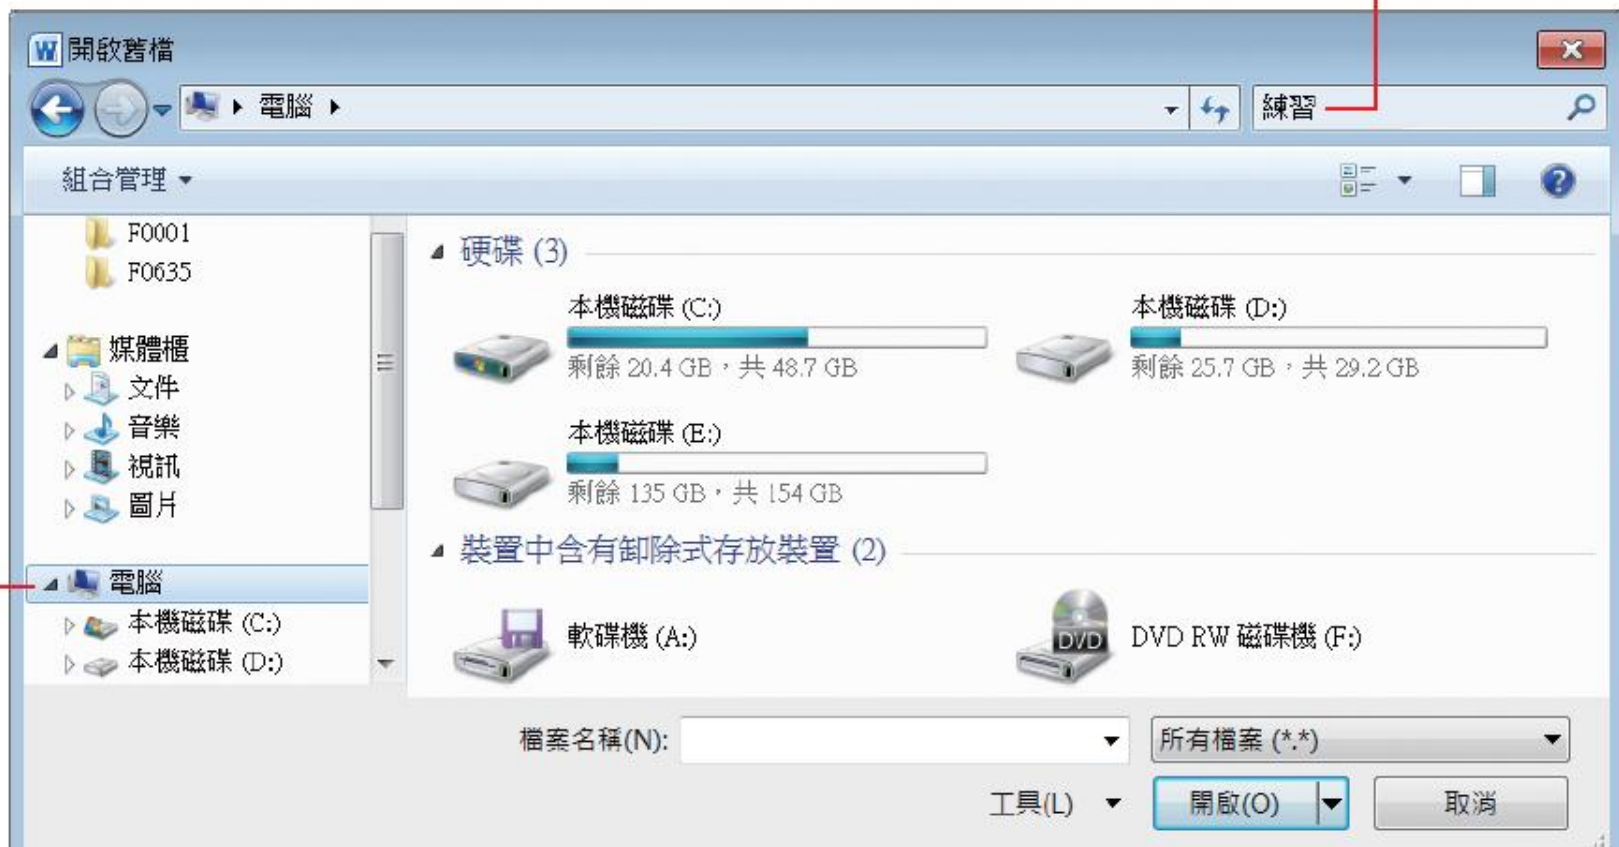 開啟舊檔
電腦
練習
組合管理
F0001
F0635
媒體櫃
文件
音樂
視訊
圖片
電腦
本機磁碟 (C:)
本機磁碟 (D:)
硬碟 (3)
本機磁碟 (C:)
剩餘 20.4 GB，共 48.7 GB
本機磁碟 (D:)
剩餘 25.7 GB，共 29.2 GB
本機磁碟 (E:)
剩餘 135 GB，共 154 GB
裝置中含有卸除式存放裝置 (2)
軟碟機 (A:)
DVD
DVD RW 磁碟機 (F:)
檔案名稱(N):
所有檔案 (*.*)
工具(L)
開啟(O)
取消